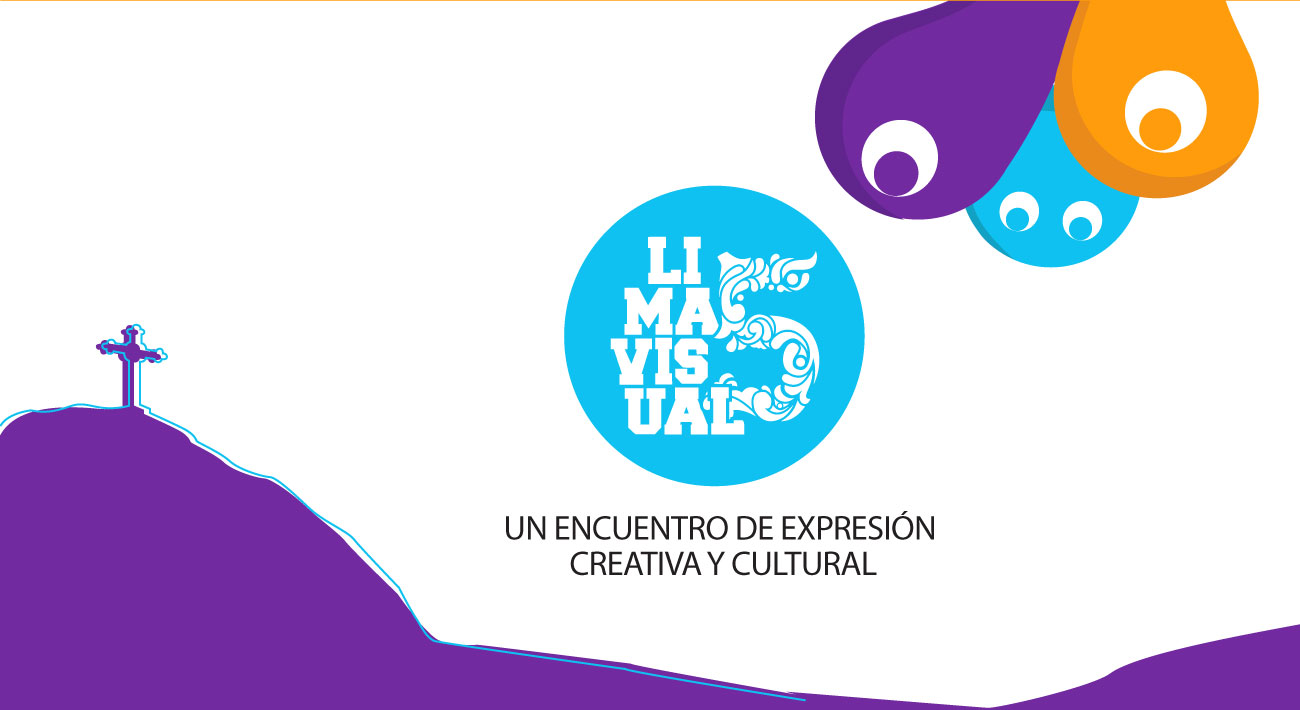 LI
MA 5
VIS
UAL
UN ENCUENTRO DE EXPRESIÓN
CREATIVA Y CULTURAL